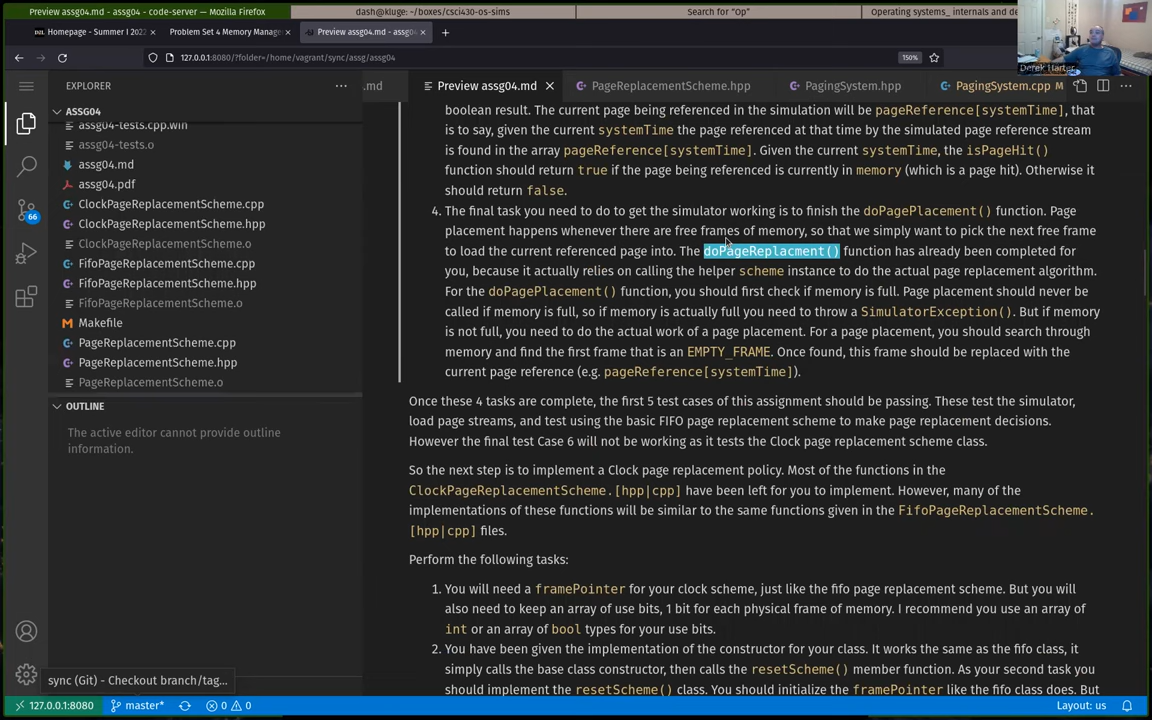 Preview assg04.md - assg04 - code-server — Mozilla Firefox
dash@kluge: ~/boxes/csci430-os-sims
Search for "Op"
Operating systems_ internals and de
Homepage - Summer I 202
Problem Set 4 Memory Manag
Preview assg04.md - assg04
127.0.0.1:8080/?folder=/home/vagrant/sync/assg/assg04
150%
Derek Harter
EXPLORER
.md
Preview assg04.md
PageReplacementScheme.hpp
PagingSystem.hpp
PagingSystem.cpp M
ASSG04
assg04-tests.cpp.win
assg04-tests.o
assg04.md
assg04.pdf
ClockPageReplacementScheme.cpp
ClockPageReplacementScheme.hpp
ClockPageReplacementScheme.o
FifoPageReplacementScheme.cpp
FifoPageReplacementScheme.hpp
FifoPageReplacementScheme.o
Makefile
PageReplacementScheme.cpp
PageReplacementScheme.hpp
PageReplacementScheme.o
OUTLINE
The active editor cannot provide outline
information.
66
boolean result. The current page being referenced in the simulation will be pageReference[systemTime], that
is to say, given the current systemTime the page referenced at that time by the simulated page reference stream
is found in the array pageReference[systemTime]. Given the current systemTime, the isPageHit()
function should return true if the page being referenced is currently in memory (which is a page hit). Otherwise it
should return false.
4. The final task you need to do to get the simulator working is to finish the doPagePlacement() function. Page
placement happens whenever there are free frames of memory, so that we simply want to pick the next free frame
to load the current referenced page into. The doPageReplacment() function has already been completed for
you, because it actually relies on calling the helper scheme instance to do the actual page replacement algorithm.
For the doPagePlacement() function, you should first check if memory is full. Page placement should never be
called if memory is full, so if memory is actually full you need to throw a SimulatorException(). But if memory
is not full, you need to do the actual work of a page placement. For a page placement, you should search through
memory and find the first frame that is an EMPTY_FRAME. Once found, this frame should be replaced with the
current page reference (e.g. pageReference[systemTime]).
Once these 4 tasks are complete, the first 5 test cases of this assignment should be passing. These test the simulator,
load page streams, and test using the basic FIFO page replacement scheme to make page replacement decisions.
However the final test Case 6 will not be working as it tests the Clock page replacement scheme class.
So the next step is to implement a Clock page replacement policy. Most of the functions in the
ClockPageReplacementScheme.[hpp|cpp] have been left for you to implement. However, many of the
implementations of these functions will be similar to the same functions given in the FifoPageReplacementScheme.
[hpp|cpp] files.
Perform the following tasks:
1. You will need a framePointer for your clock scheme, just like the fifo page replacement scheme. But you will
also need to keep an array of use bits, 1 bit for each physical frame of memory. I recommend you use an array of
int or an array of bool types for your use bits.
2. You have been given the implementation of the constructor for your class. It works the same as the fifo class, it
simply calls the base class constructor, then calls the resetScheme() member function. As your second task you
should implement the resetScheme() class. You should initialize the framePointer like the fifo class does. But
sync (Git) - Checkout branch/tag...
127.0.0.1:8080
master*
0
0
Layout: us